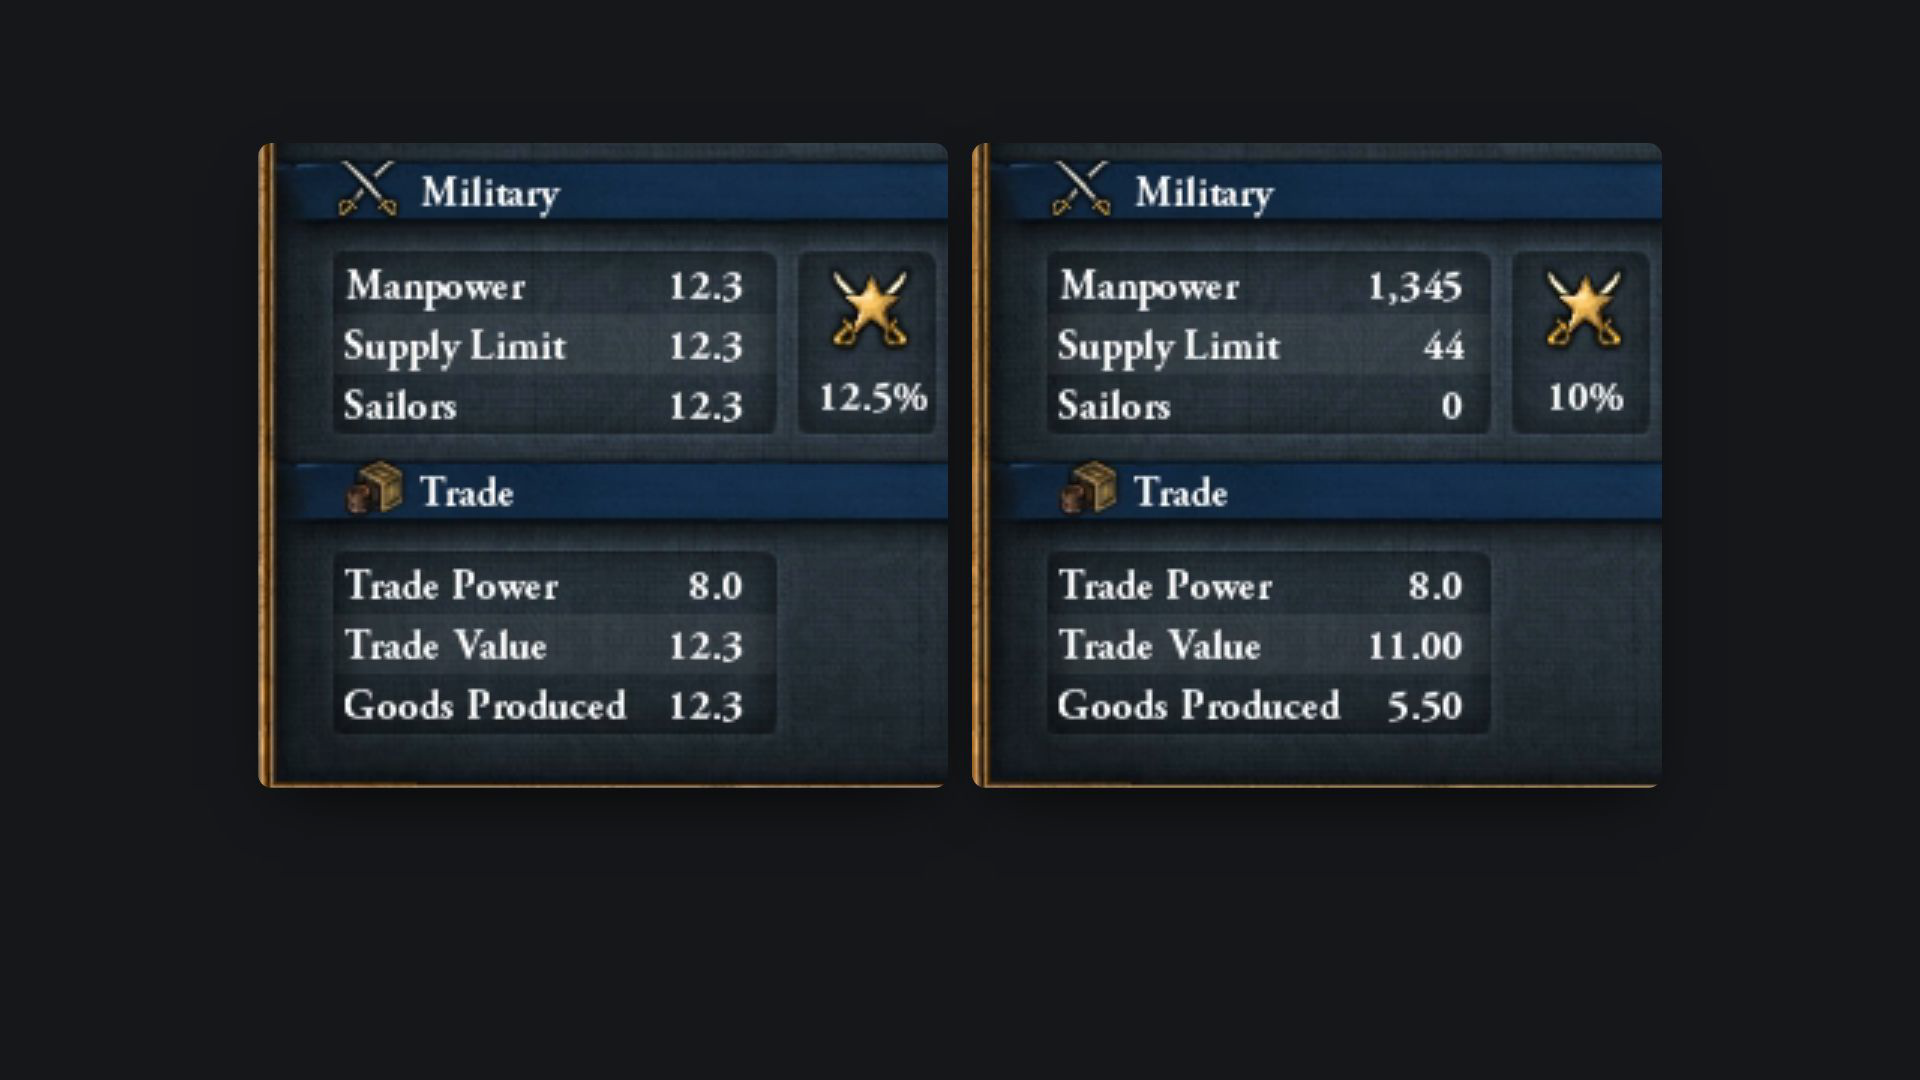 Military
Manpower 12.3
Supply Limit 12.3
Sailors 12.3
12.5%
Trade
Trade Power 8.0
Trade Value 12.3
Goods Produced 12.3
Military
Manpower 1,345
Supply Limit 44
Sailors 0
10%
Trade
Trade Power 8.0
Trade Value 11.00
Goods Produced 5.50